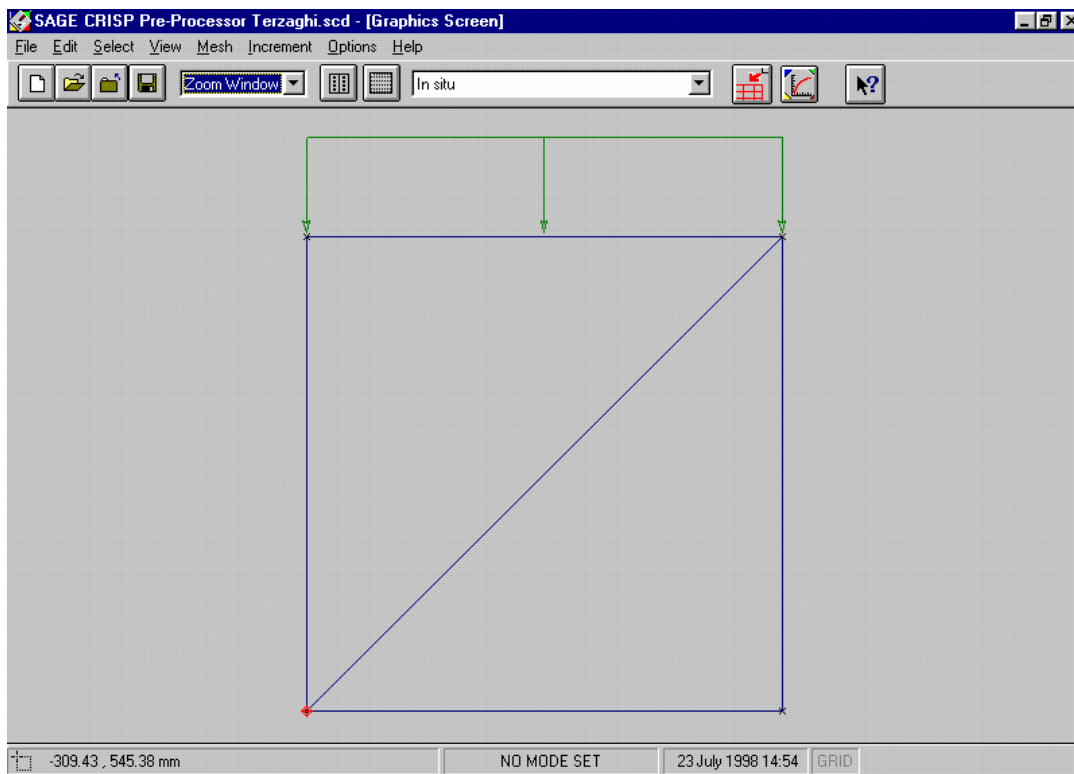 SAGE CRISP Pre-Processor Terzaghi.scd - [Graphics Screen]
File Edit Select View Mesh Increment Options Help
Zoom Window In situ
-309.43 , 545.38 mm NO MODE SET 23 July 1998 14:54 GRID